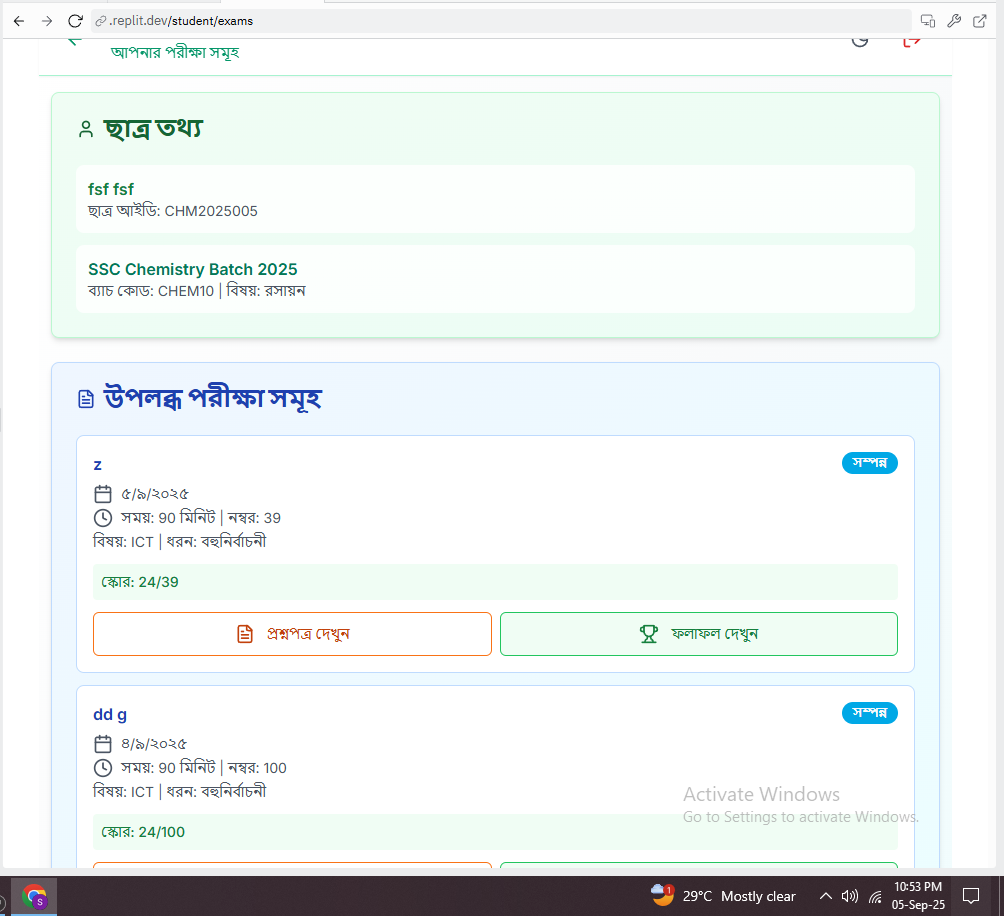 .replit.dev/student/exams
আপনার পরীক্ষা সমূহ
ছাত্র তথ্য
fsf fsf
ছাত্র আইডি: CHM2025005
SSC Chemistry Batch 2025
ব্যাচ কোড: CHEM10 | বিষয়: রসায়ন
উপলব্ধ পরীক্ষা সমূহ
z
সম্পন্ন
৫/৯/২০২৫
সময়: 90 মিনিট | নম্বর: 39
বিষয়: ICT | ধরন: বহুনির্বাচনী
স্কোর: 24/39
প্রশ্নপত্র দেখুন
ফলাফল দেখুন
dd g
সম্পন্ন
৪/৯/২০২৫
সময়: 90 মিনিট | নম্বর: 100
বিষয়: ICT | ধরন: বহুনির্বাচনী
Activate Windows
Go to Settings to activate Windows.
স্কোর: 24/100
S
1
29°C Mostly clear
10:53 PM
05-Sep-25